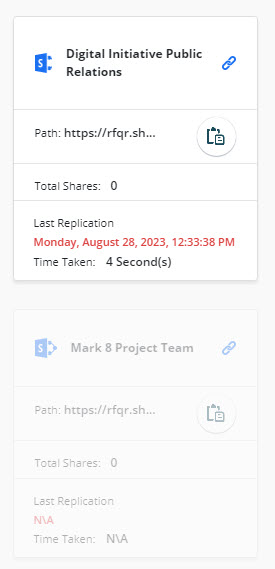 Digital Initiative Public
Relations
Path: https://rfqr.sh...
Total Shares: 0
Last Replication
Monday, August 28, 2023, 12:33:38 PM
Time Taken: 4 Second(s)
Mark 8 Project Team
Path: https://rfqr.sh...
Total Shares: 0
Last Replication
N\A
Time Taken: N\A